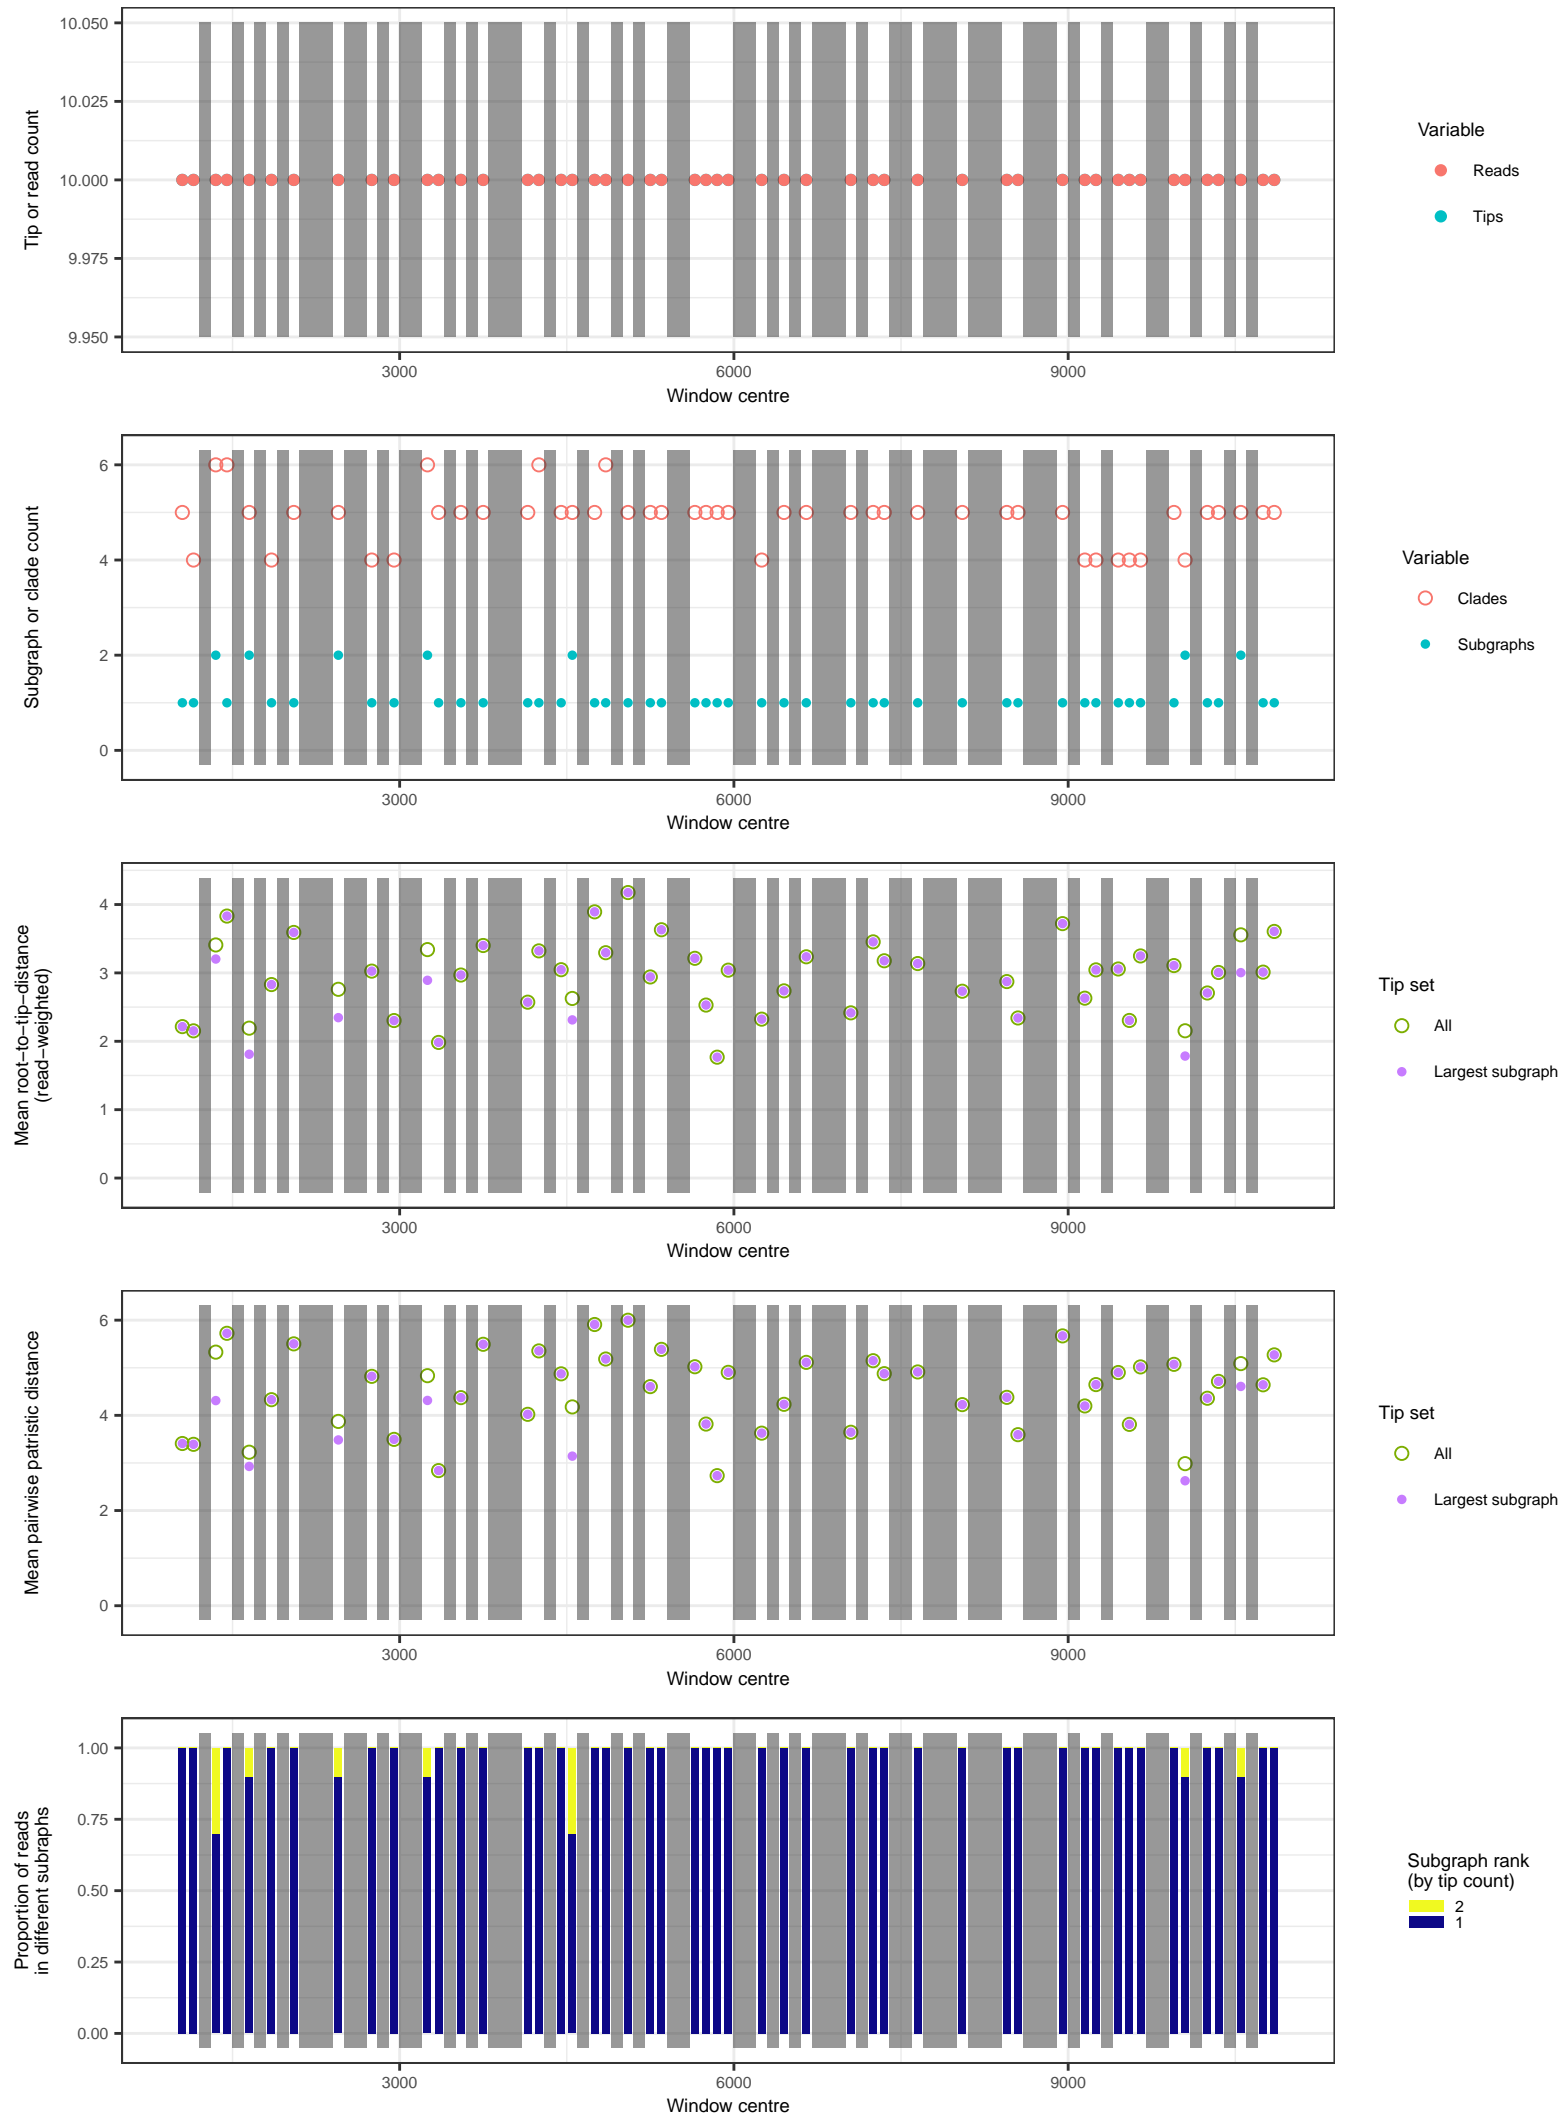 10.050
10.025
10.000
9.975
9.950
Tip or read count
3000
6000
9000
Window centre
Variable
Reads
Tips
6
4
2
0
Subgraph or clade count
3000
6000
9000
Window centre
Variable
Clades
Subgraphs
4
3
2
1
0
Mean root−to−tip−distance
(read−weighted)
3000
6000
9000
Window centre
Tip set
All
Largest subgraph
6
4
2
0
Mean pairwise patristic distance
3000
6000
9000
Window centre
Tip set
All
Largest subgraph
1.00
0.75
0.50
0.25
0.00
Proportion of reads
in different subraphs
3000
6000
9000
Window centre
Subgraph rank
(by tip count)
2
1